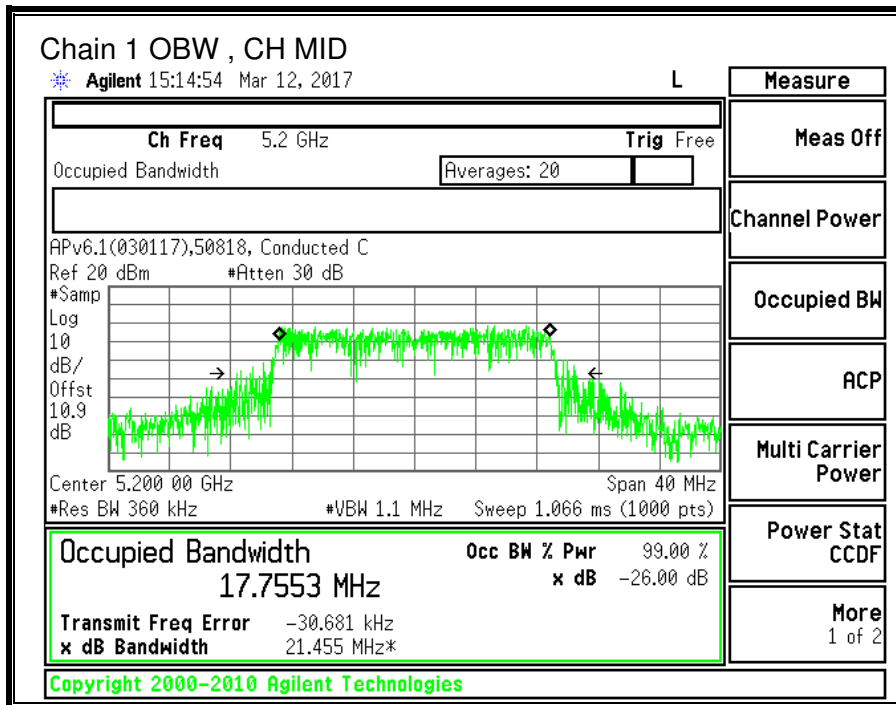 Chain 1 OBW , CH MID
Agilent 15:14:54 Mar 12, 2017 L Measure
Ch Freq 5.2 GHz Trig Free Meas Off
Occupied Bandwidth Averages: 20
Channel Power
APv6.1(030117),50818, Conducted C
Ref 20 dBm #Atten 30 dB
#Samp Occupied BW
Log
10
dB/
Offst ACP
10.9
dB
Multi Carrier
Power
Center 5.200 00 GHz Span 40 MHz
#Res BW 360 kHz #VBW 1.1 MHz Sweep 1.066 ms (1000 pts)
Power Stat
CCDF
Occupied Bandwidth Occ BW % Pwr 99.00 %
17.7553 MHz x dB -26.00 dB
Transmit Freq Error -30.681 kHz
x dB Bandwidth 21.455 MHz*
More
1 of 2
Copyright 2000-2010 Agilent Technologies